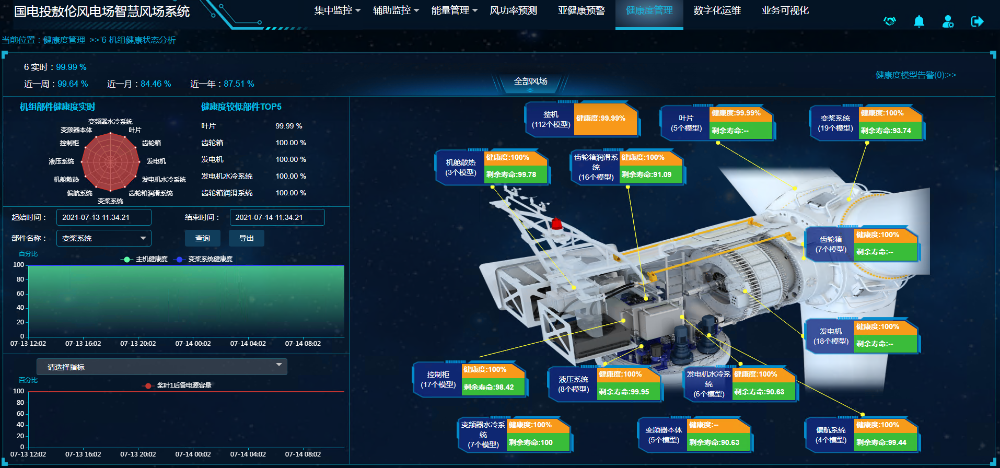 国电投敖伦风电场智慧风场系统
集中监控 辅助监控 能量管理 风功率预测 亚健康预警 健康度管理 数字化运维 业务可视化
当前位置：健康度管理 >> 6 机组健康状态分析
6 实时：99.99 %
近一周：99.64 % 近一月：84.46 % 近一年：87.51 %
全部风场
健康度模型告警(0):>>
机组部件健康度实时
变频器水冷系统
叶片
齿轮箱
发电机
发电机水冷系统
齿轮箱润滑系统
变桨系统
偏航系统
机舱散热
液压系统
控制柜
变频器本体
健康度较低部件TOP5
叶片 99.99 %
齿轮箱 100.00 %
发电机 100.00 %
发电机水冷系统 100.00 %
齿轮箱润滑系统 100.00 %
起始时间： 2021-07-13 11:34:21 结束时间： 2021-07-14 11:34:21
部件名称： 变桨系统 查询 导出
百分比
主机健康度 变桨系统健康度
100
80
60
40
20
0
07-13 12:02 07-13 16:02 07-13 20:02 07-14 00:02 07-14 04:02 07-14 08:02
请选择指标
百分比
桨叶1后备电源容量
100
80
60
40
20
0
07-13 12:02 07-13 16:02 07-13 20:02 07-14 00:02 07-14 04:02 07-14 08:02
整机
(112个模型)
健康度:99.99%
叶片
(5个模型)
健康度:99.99%
剩余寿命:--
变桨系统
(19个模型)
健康度:100%
剩余寿命:93.74
机舱散热
(3个模型)
健康度:100%
剩余寿命:99.78
齿轮箱润滑系
统
(16个模型)
健康度:100%
剩余寿命:91.09
齿轮箱
(7个模型)
健康度:100%
剩余寿命:--
发电机
(18个模型)
健康度:100%
剩余寿命:--
控制柜
(17个模型)
健康度:100%
剩余寿命:98.42
液压系统
(8个模型)
健康度:100%
剩余寿命:99.95
发电机水冷系
统
(6个模型)
健康度:100%
剩余寿命:90.63
变频器水冷系
统
(7个模型)
健康度:100%
剩余寿命:100
变频器本体
(5个模型)
健康度:--
剩余寿命:90.63
偏航系统
(4个模型)
健康度:100%
剩余寿命:99.44